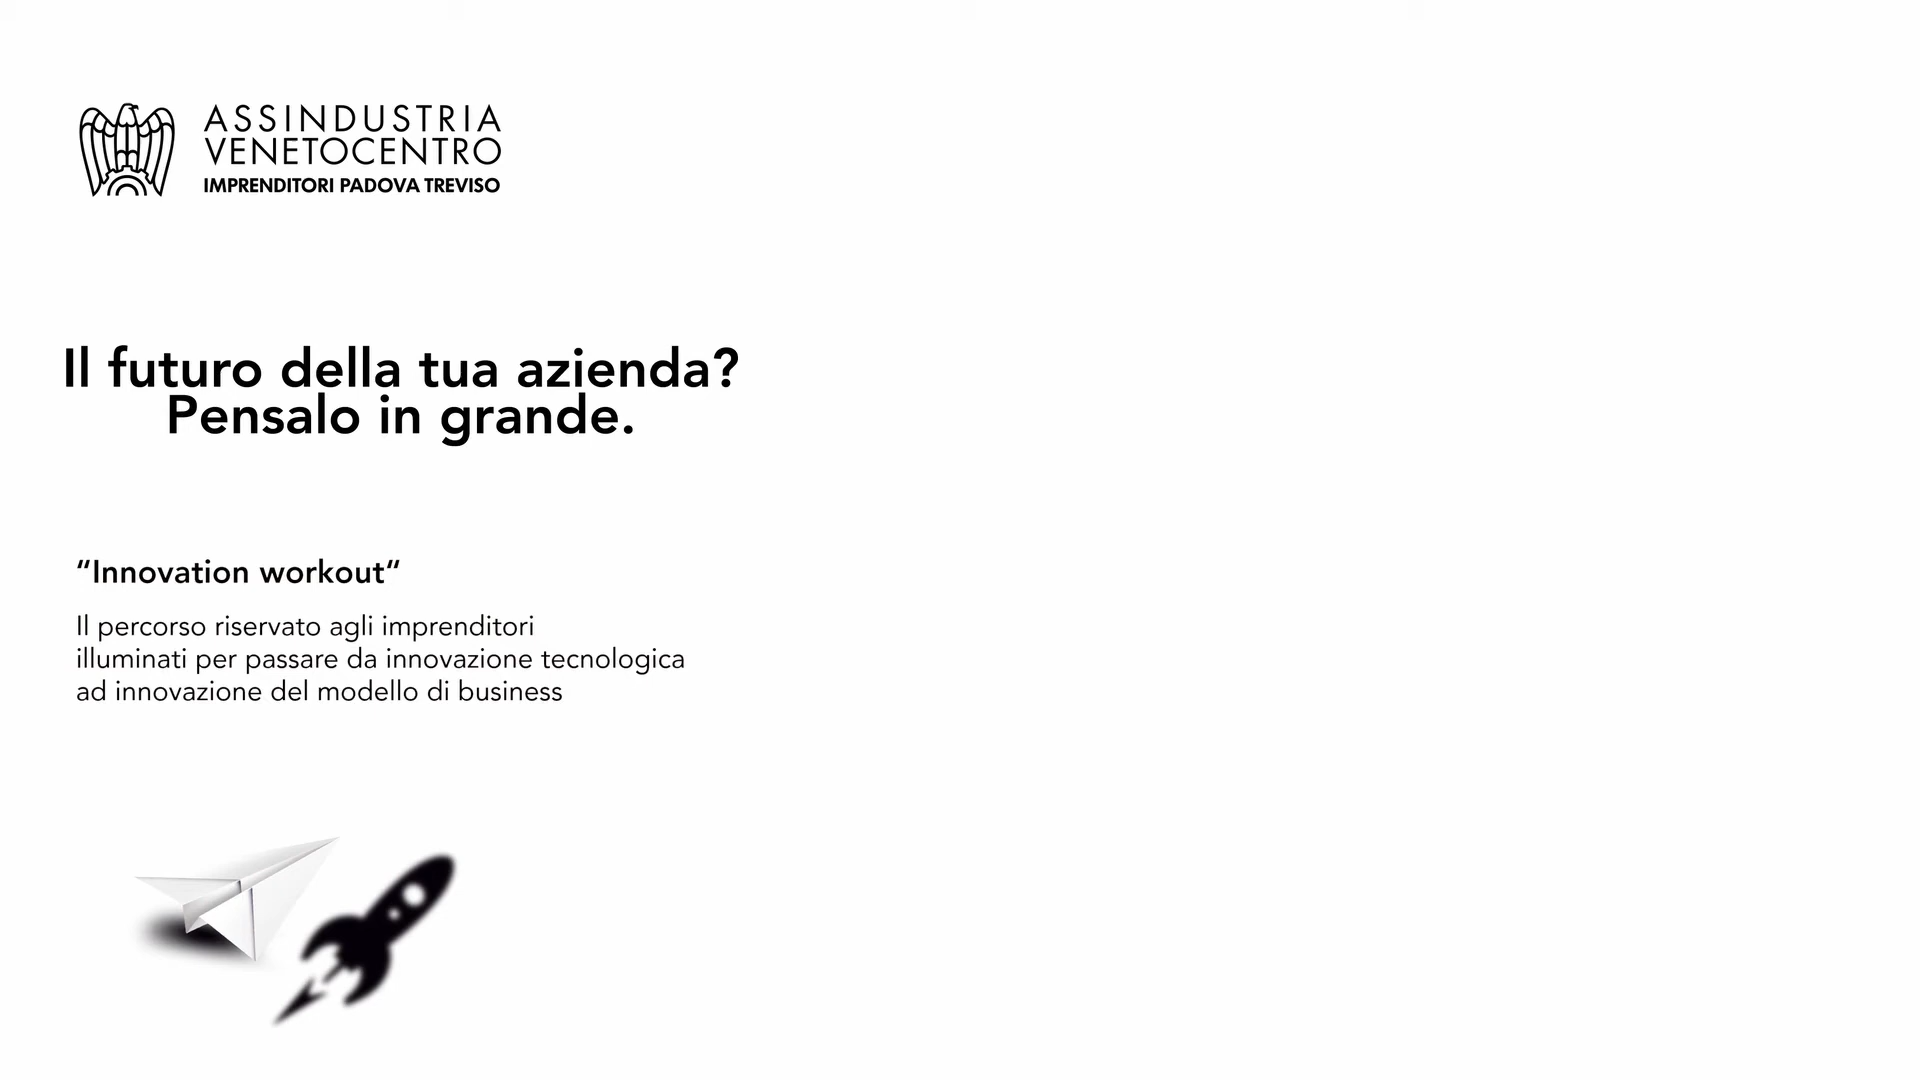 ASSINDUSTRIA
VENETOCENTRO
IMPRENDITORI PADOVA TREVISO
Il futuro della tua azienda?
Pensalo in grande.
“Innovation workout“
Il percorso riservato agli imprenditori
illuminati per passare da innovazione tecnologica
ad innovazione del modello di business